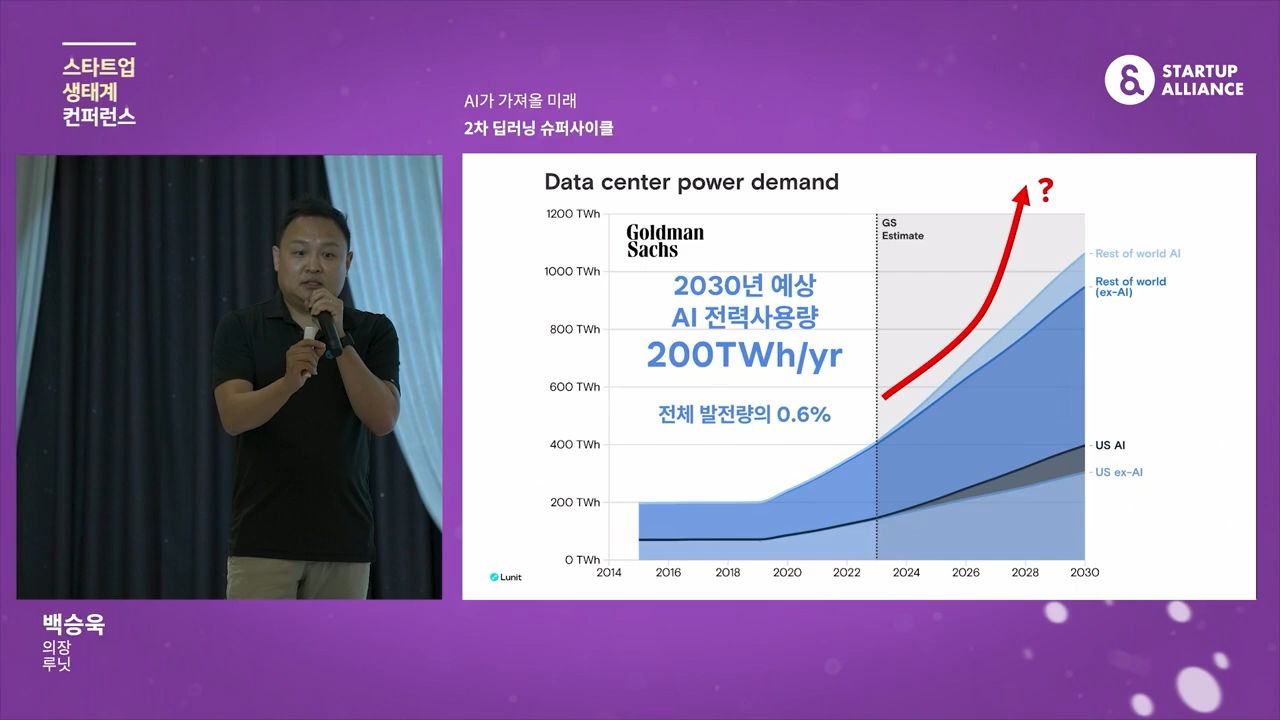 스타트업
생태계
컨퍼런스
STARTUP
ALLIANCE
AI가 가져올 미래
2차 딥러닝 슈퍼사이클
Data center power demand
?
1200 TWh
1000 TWh
800 TWh
600 TWh
400 TWh
200 TWh
0 TWh
Goldman
Sachs
2030년 예상
AI 전력사용량
200TWh/yr
전체 발전량의 0.6%
GS
Estimate
Rest of world AI
Rest of world
(ex-AI)
US AI
US ex-AI
2014
2016
2018
2020
2022
2024
2026
2028
2030
Lunit
백승욱
의장
루닛